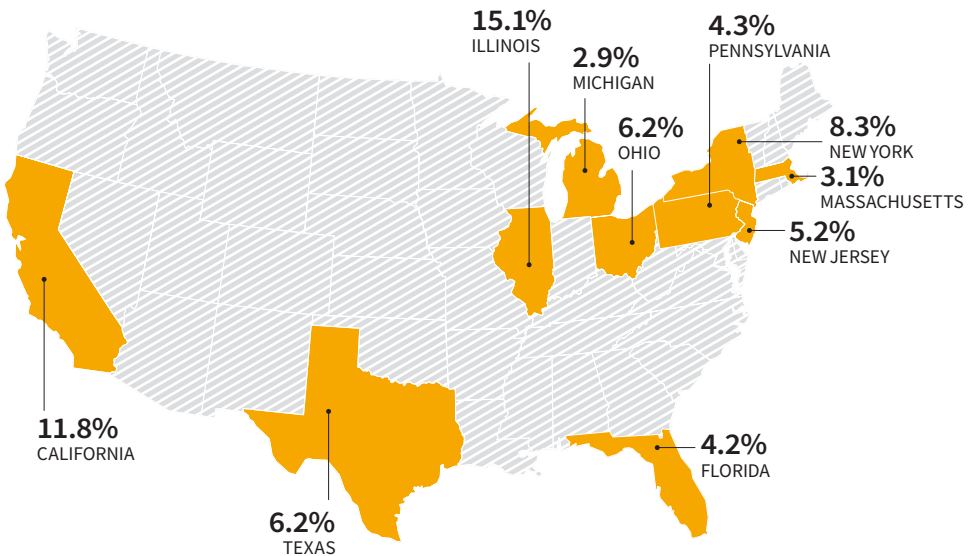 15.1%
ILLINOIS
4.3%
PENNSYLVANIA
2.9%
MICHIGAN
6.2%
OHIO
8.3%
NEW YORK
3.1%
MASSACHUSETTS
5.2%
NEW JERSEY
11.8%
CALIFORNIA
4.2%
FLORIDA
6.2%
TEXAS